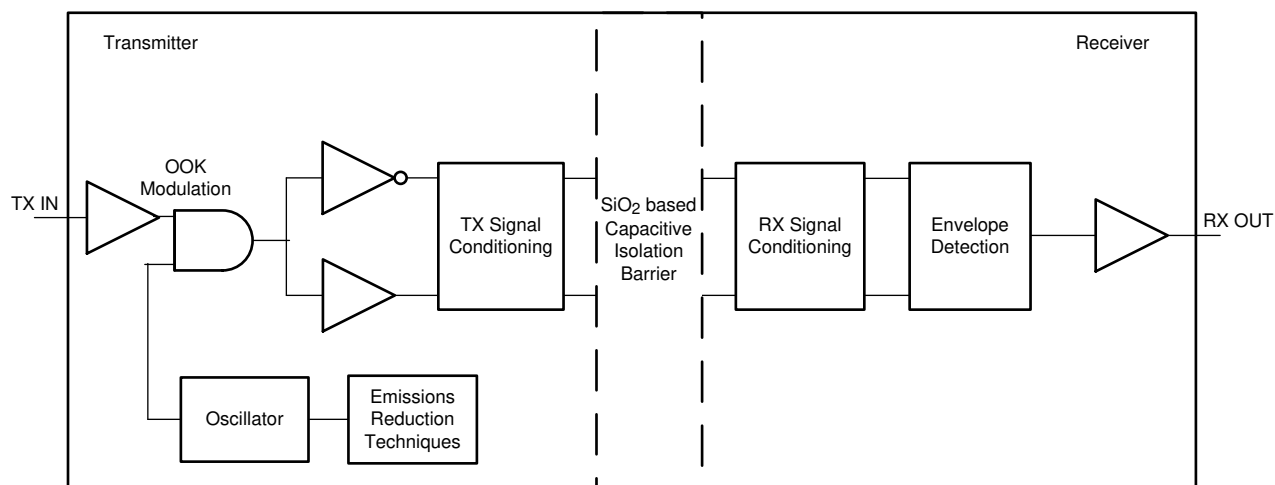 Transmitter
Receiver
OOK
Modulation
TX IN
TX Signal
Conditioning
SiO2 based
Capacitive
Isolation
Barrier
RX Signal
Conditioning
Envelope
Detection
RX OUT
Oscillator
Emissions
Reduction
Techniques